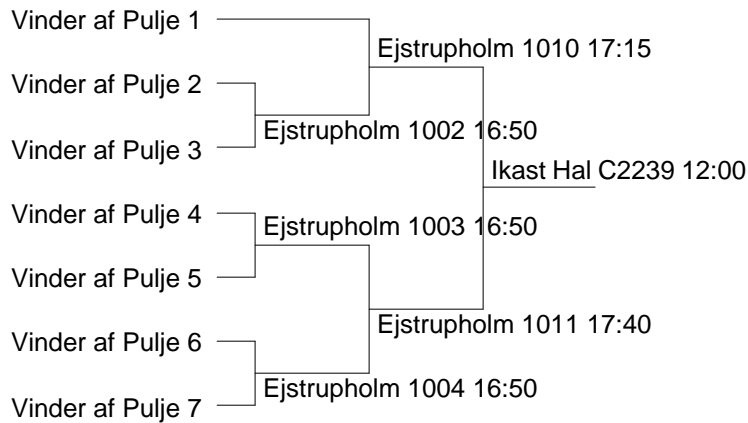 Vinder af Pulje 1
Ejstrupholm 1010 17:15
Vinder af Pulje 2
Ejstrupholm 1002 16:50
Vinder af Pulje 3
Ikast Hal C2239 12:00
Vinder af Pulje 4
Ejstrupholm 1003 16:50
Vinder af Pulje 5
Ejstrupholm 1011 17:40
Vinder af Pulje 6
Ejstrupholm 1004 16:50
Vinder af Pulje 7